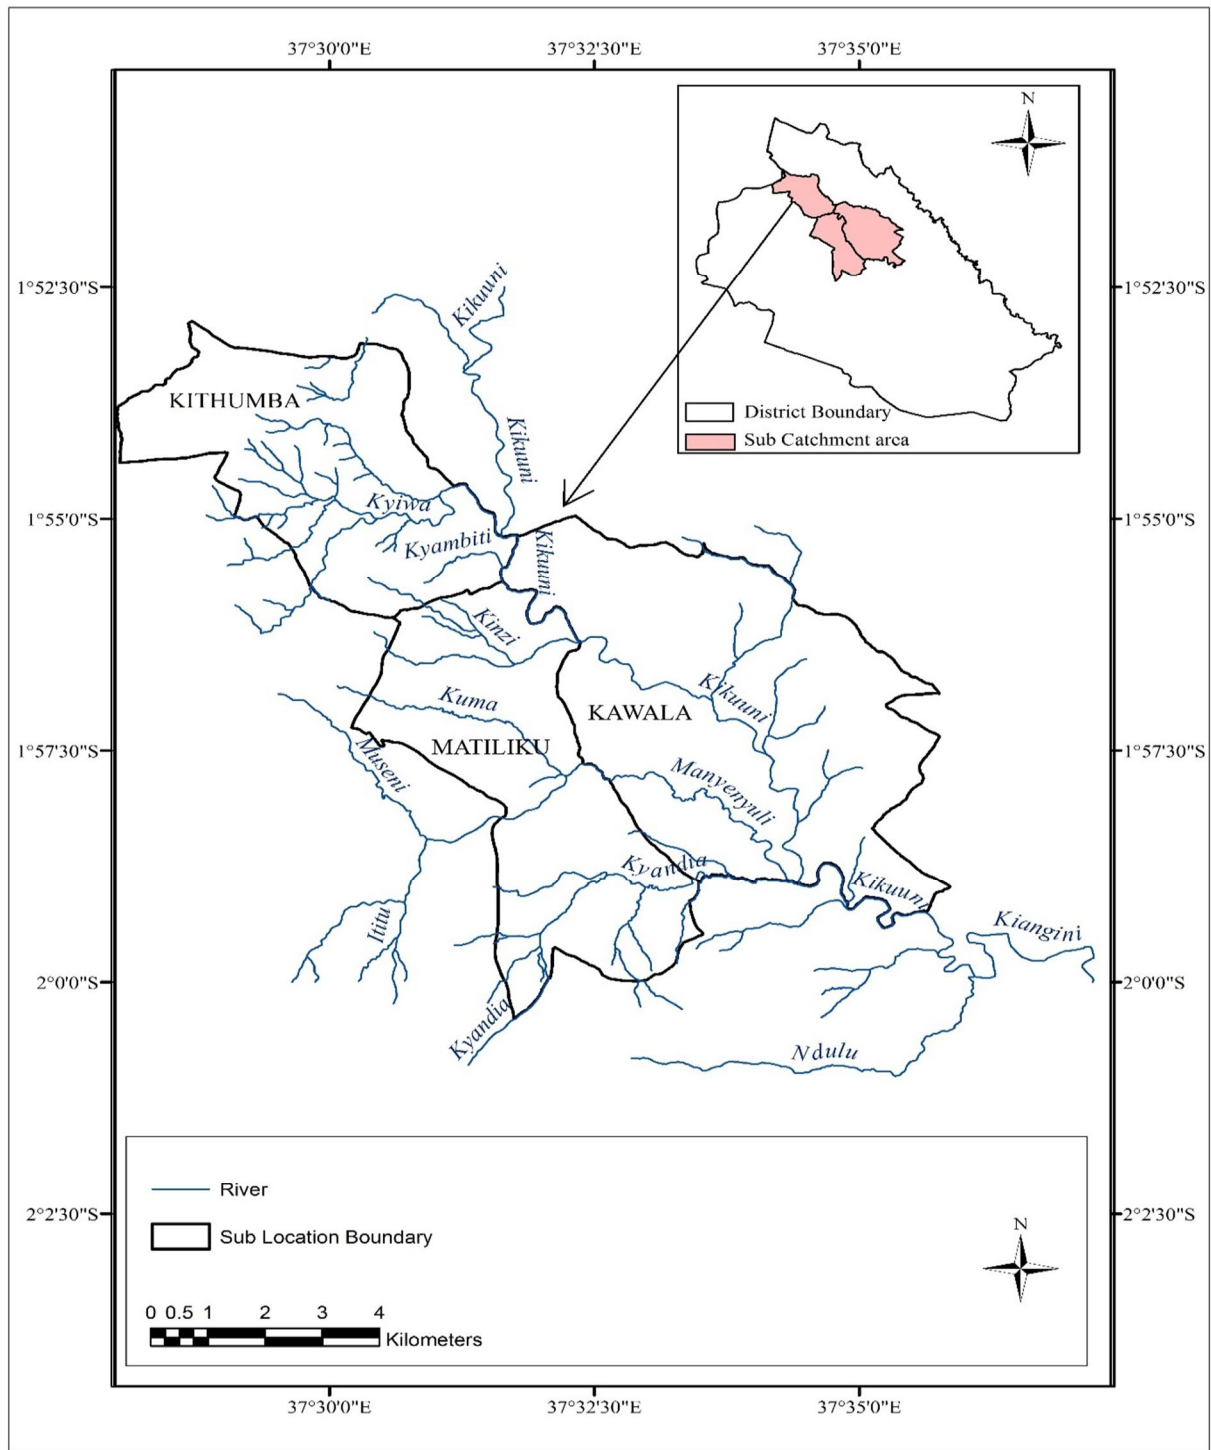 37°30'0"E 37°32'30"E 37°35'0"E
N
1°52'30"S 1°52'30"S
Kikuuni
KITHUMBA
District Boundary
Sub Catchment area
Kikuuni
Kyiwa
1°55'0"S 1°55'0"S
Kyambiti
Kikuuni
Kinzi
Kuma
Kikuuni
KAWALA
MATILIKU
1°57'30"S 1°57'30"S
Museni
Manyenyuli
Kyandia
Kikuuni
Ititu
Kiangini
2°0'0"S 2°0'0"S
Kyandia
Ndulu
River
2°2'30"S 2°2'30"S
Sub Location Boundary
N
0 0.5 1 2 3 4
Kilometers
37°30'0"E 37°32'30"E 37°35'0"E